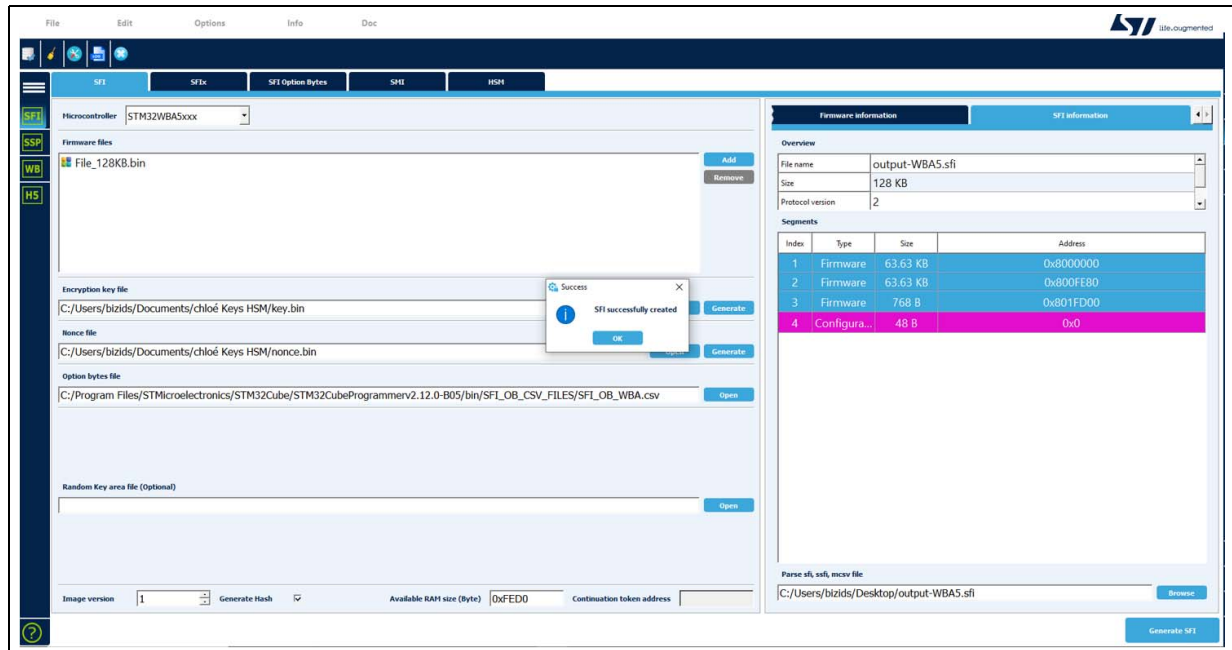 File Edit Options Info Doc
life.augmented
SFI SFIx SFI Option Bytes SMI HSM
SFI
SSP
WB
H5
Microcontroller STM32WBA5xxx
Firmware files
File_128KB.bin
Add
Remove
Encryption key file
C:/Users/bizids/Documents/chloé Keys HSM/key.bin
Generate
Nonce file
C:/Users/bizids/Documents/chloé Keys HSM/nonce.bin
Open Generate
Option bytes file
C:/Program Files/STMicroelectronics/STM32Cube/STM32CubeProgrammerv2.12.0-B05/bin/SFI_OB_CSV_FILES/SFI_OB_WBA.csv
Open
Random Key area file (Optional)
Open
Image version 1 Generate Hash Available RAM size (Byte) 0xFED0 Continuation token address
Success
SFI successfully created
OK
Firmware information SFI information
Overview
File name output-WBA5.sfi
Size 128 KB
Protocol version 2
Segments
Index Type Size Address
1 Firmware 63.63 KB 0x8000000
2 Firmware 63.63 KB 0x800FE80
3 Firmware 768 B 0x801FD00
4 Configura... 48 B 0x0
Parse sfi, ssfi, mcsv file
C:/Users/bizids/Desktop/output-WBA5.sfi
Browse
Generate SFI